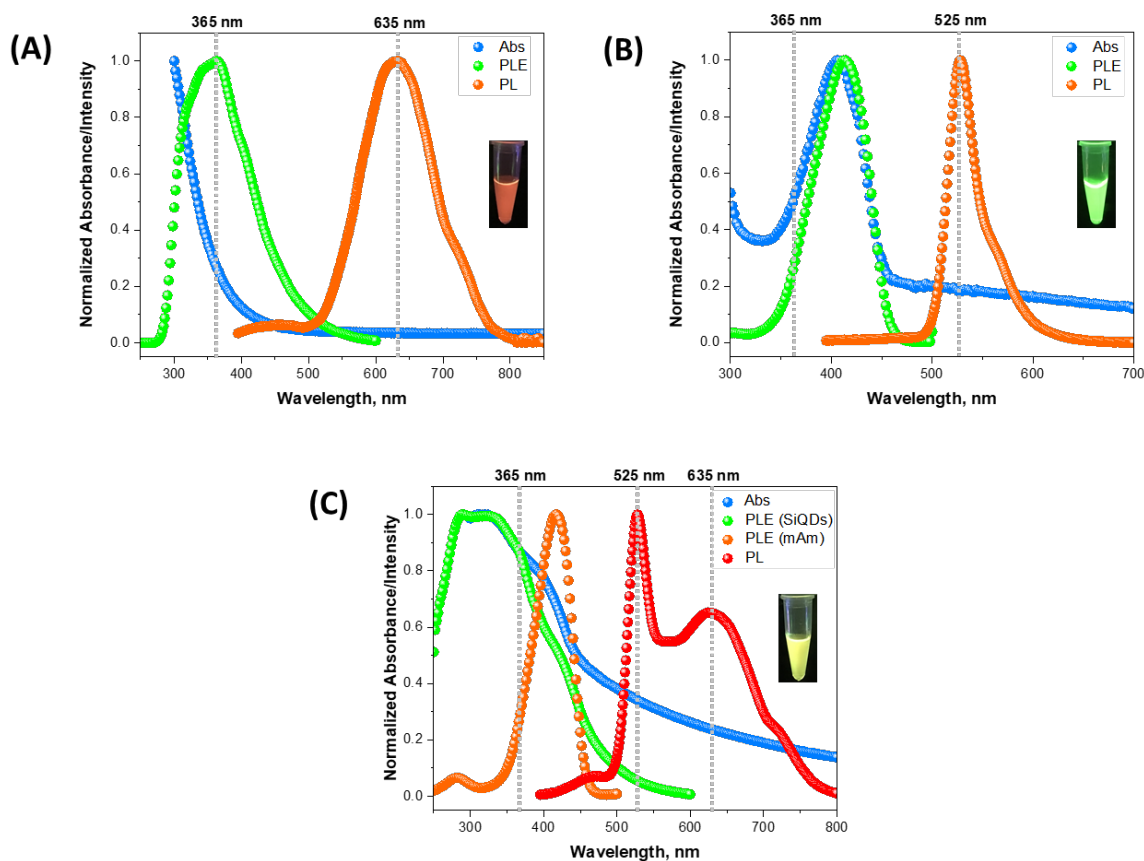 365 nm 635 nm
(A)
Abs
PLE
PL
1.0
0.8
0.6
0.4
0.2
0.0
Normalized Absorbance/Intensity
300 400 500 600 700 800
Wavelength, nm
365 nm 525 nm
(B)
Abs
PLE
PL
1.0
0.8
0.6
0.4
0.2
0.0
Normalized Absorbance/Intensity
300 400 500 600 700
Wavelength, nm
365 nm 525 nm 635 nm
(C)
Abs
PLE (SiQDs)
PLE (mAm)
PL
1.0
0.8
0.6
0.4
0.2
0.0
Normalized Absorbance/Intensity
300 400 500 600 700 800
Wavelength, nm